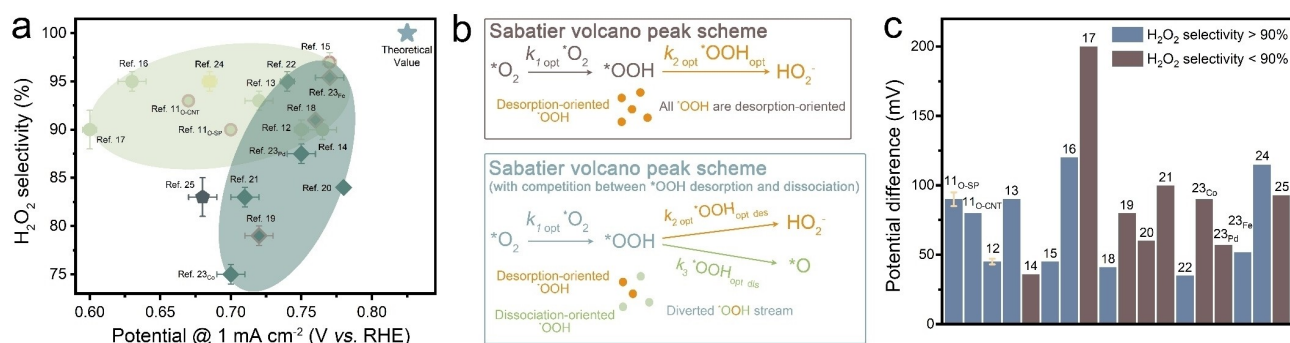 a
H₂O₂ selectivity (%)
100
95
90
85
80
75
0.60
0.65
0.70
0.75
0.80
Potential @ 1 mA cm⁻² (V vs. RHE)
Theoretical
Value
Ref. 15
Ref. 16
Ref. 24
Ref. 22
Ref. 13
Ref. 23Fe
Ref. 11O-CNT
Ref. 18
Ref. 17
Ref. 11O-SP
Ref. 12
Ref. 14
Ref. 23Pd
Ref. 25
Ref. 21
Ref. 20
Ref. 19
Ref. 23Co
b
Sabatier volcano peak scheme
*O₂
k1 opt *O₂
*OOH
k2 opt *OOHopt
HO₂⁻
Desorption-oriented
*OOH
All *OOH are desorption-oriented
Sabatier volcano peak scheme
(with competition between *OOH desorption and dissociation)
*O₂
k1 opt *O₂
*OOH
k2 opt *OOHopt des
HO₂⁻
k3 *OOHopt dis
*O
Desorption-oriented
*OOH
Dissociation-oriented
*OOH
Diverted *OOH stream
c
Potential difference (mV)
200
150
100
50
0
H₂O₂ selectivity > 90%
H₂O₂ selectivity < 90%
11O-SP
11O-CNT
12
13
14
15
16
17
18
19
20
21
22
23Co
23Pd
23Fe
24
25